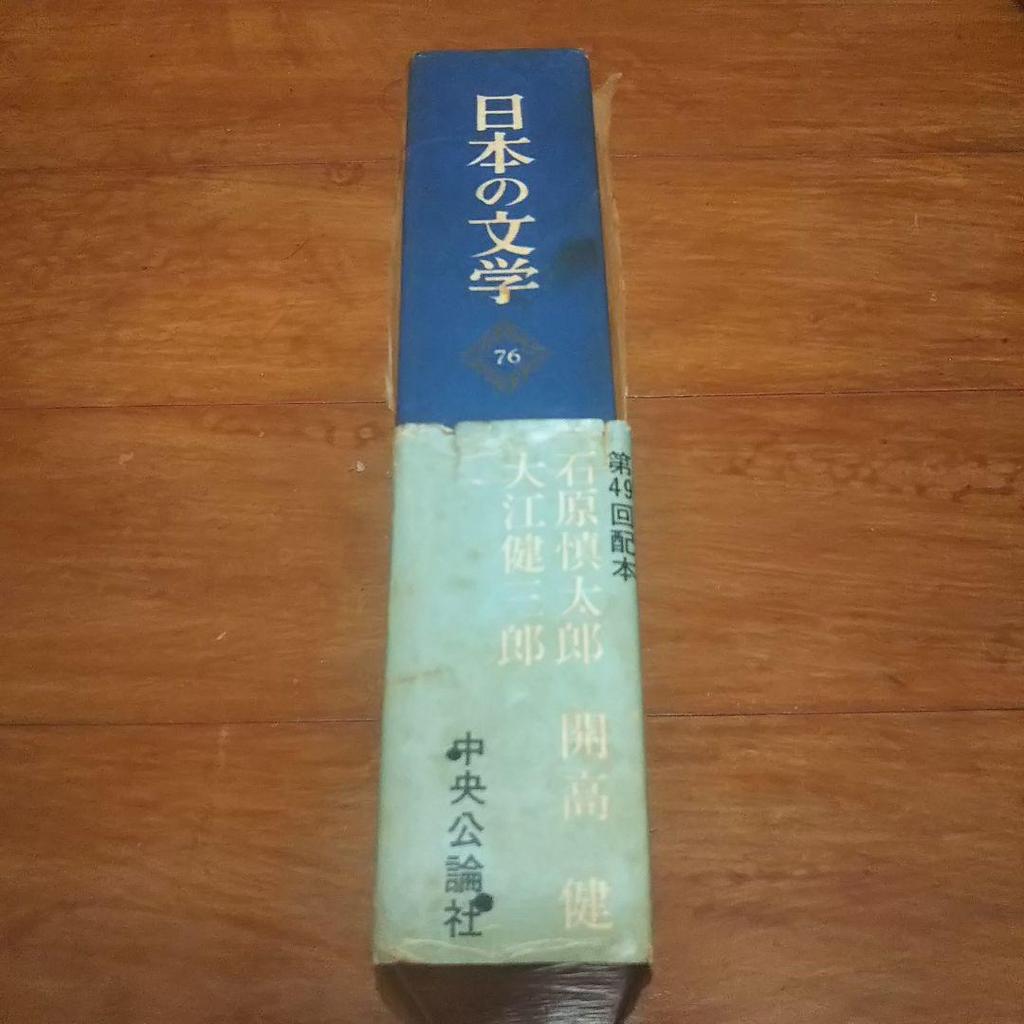 日本の文学
76
第49回配本
石原慎太郎 開高 健
大江健三郎
中央公論社